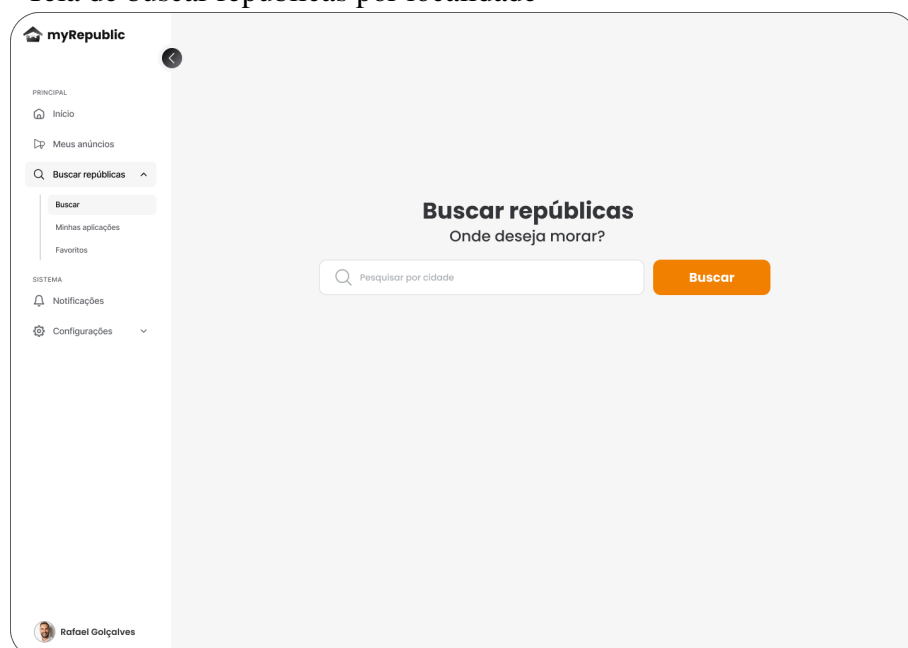 Tela de buscar repúblicas por localidade
myRepublic
PRINCIPAL
Início
Meus anúncios
Buscar repúblicas
Buscar
Minhas aplicações
Favoritos
SISTEMA
Notificações
Configurações
Rafael Golçalves
Buscar repúblicas
Onde deseja morar?
Pesquisar por cidade
Buscar